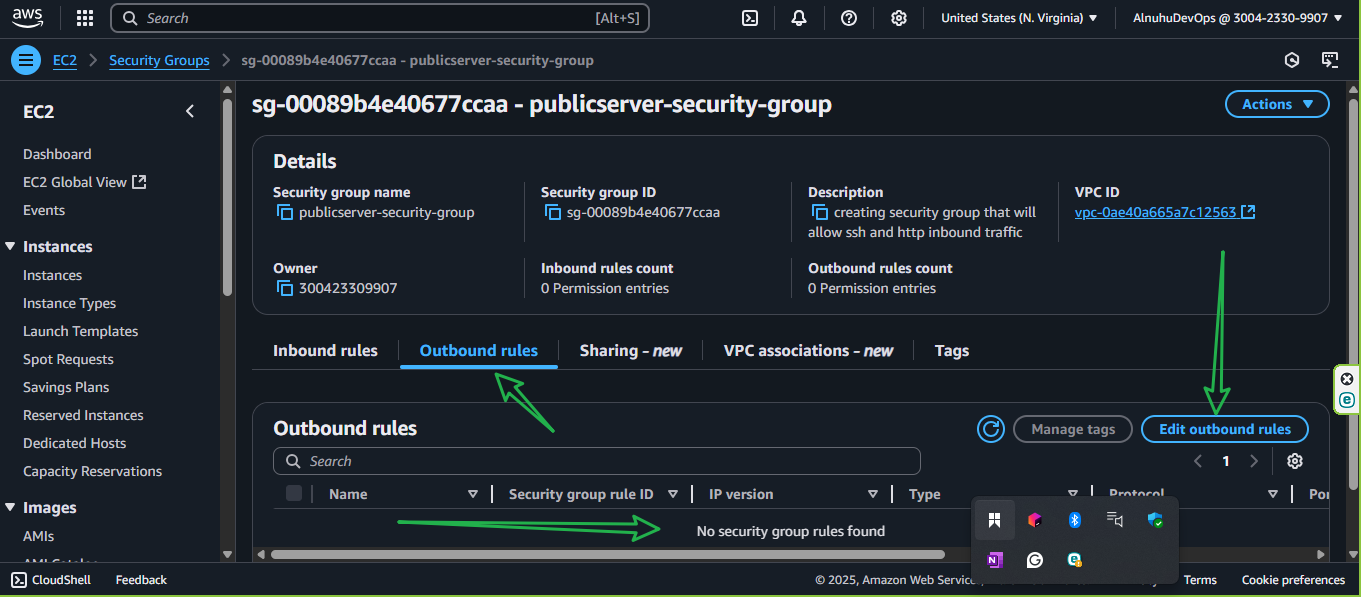 aws
Search [Alt+S]
United States (N. Virginia)
AlnuhuDevOps @ 3004-2330-9907
EC2
Security Groups
sg-00089b4e40677ccaa - publicserver-security-group
EC2
Dashboard
EC2 Global View
Events
Instances
Instances
Instance Types
Launch Templates
Spot Requests
Savings Plans
Reserved Instances
Dedicated Hosts
Capacity Reservations
Images
AMIs
AMI Catalog
CloudShell
Feedback
sg-00089b4e40677ccaa - publicserver-security-group
Actions
Details
Security group name
publicserver-security-group
Security group ID
sg-00089b4e40677ccaa
Description
creating security group that will
allow ssh and http inbound traffic
VPC ID
vpc-0ae40a665a7c12563
Owner
300423309907
Inbound rules count
0 Permission entries
Outbound rules count
0 Permission entries
Inbound rules
Outbound rules
Sharing - new
VPC associations - new
Tags
Outbound rules
Manage tags
Edit outbound rules
Search
1
Name
Security group rule ID
IP version
Type
Protocol
No security group rules found
© 2025, Amazon Web
Terms
Cookie preferences